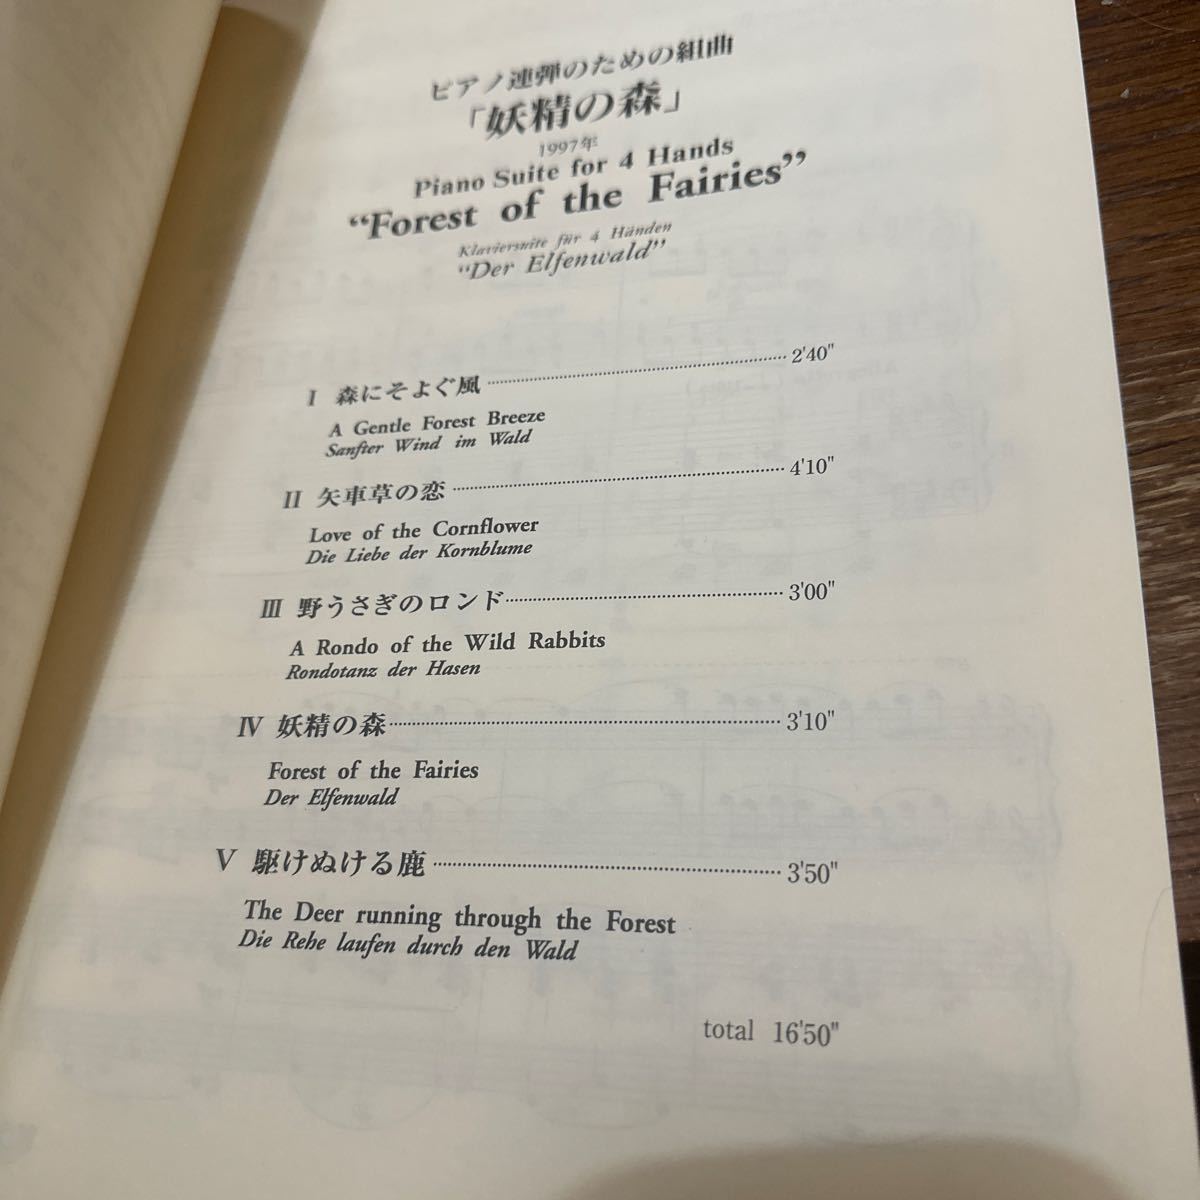 ピアノ連弾のための組曲
「妖精の森」
1997年
Piano Suite for 4 Hands
“Forest of the Fairies”
Klaviersuite für 4 Händen
“Der Elfenwald”
I 森にそよぐ風 2'40"
A Gentle Forest Breeze
Sanfter Wind im Wald
II 矢車草の恋 4'10"
Love of the Cornflower
Die Liebe der Kornblume
III 野うさぎのロンド 3'00"
A Rondo of the Wild Rabbits
Rondotanz der Hasen
IV 妖精の森 3'10"
Forest of the Fairies
Der Elfenwald
V 駆けぬける鹿 3'50"
The Deer running through the Forest
Die Rehe laufen durch den Wald
total 16'50"